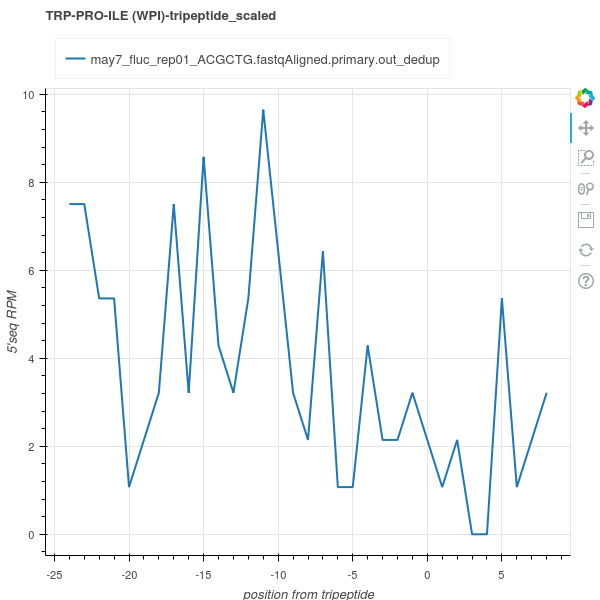 TRP-PRO-ILE (WPI)-tripeptide_scaled
may7_fluc_rep01_ACGCTG.fastqAligned.primary.out_dedup
10
8
6
4
2
0
5'seq RPM
-25 -20 -15 -10 -5 0 5
position from tripeptide